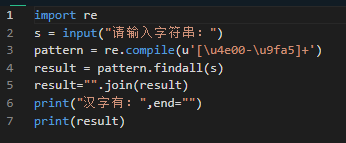 1 import re
2 s = input("请输入字符串：")
3 pattern = re.compile(u'[\u4e00-\u9fa5]+')
4 result = pattern.findall(s)
5 result="".join(result)
6 print("汉字有：",end="")
7 print(result)